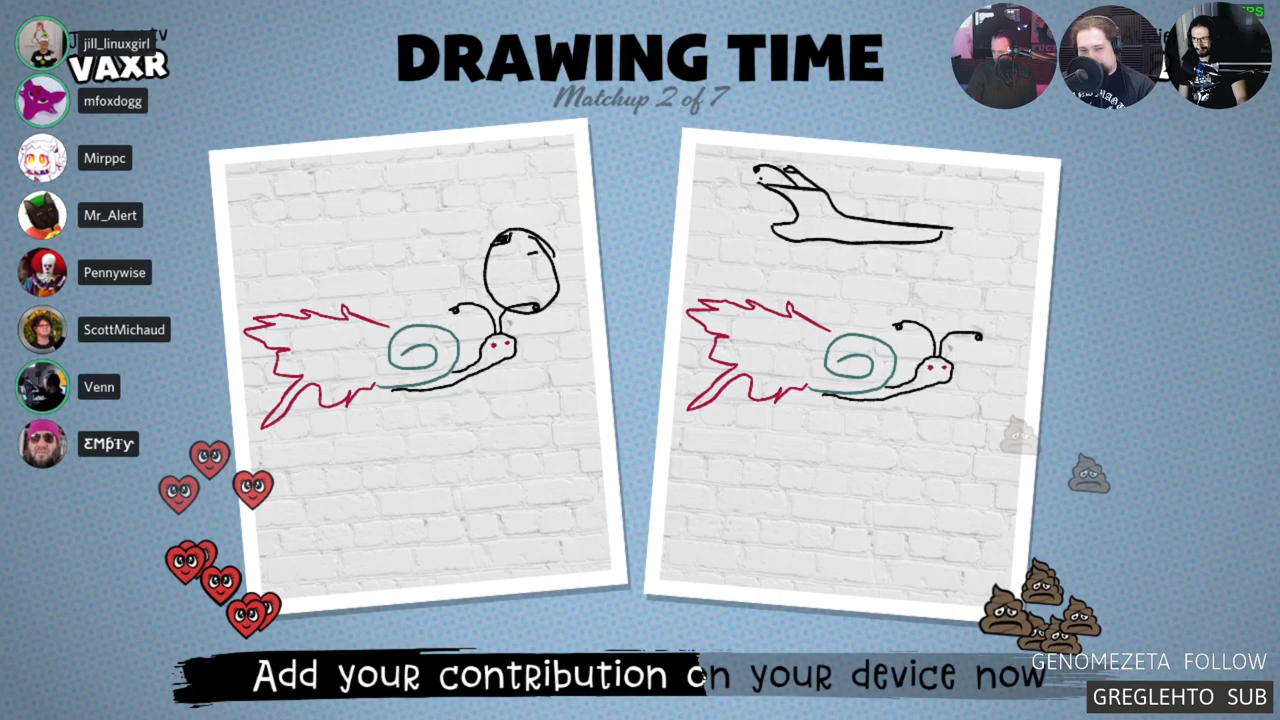 jill_linuxgirl
VAXR
mfoxdogg
Mirppc
Mr_Alert
Pennywise
ScottMichaud
Venn
ƐMϸŦƴ
DRAWING TIME
Matchup 2 of 7
Add your contribution on your device now
GENOMEZETA FOLLOW
GREGLEHTO SUB